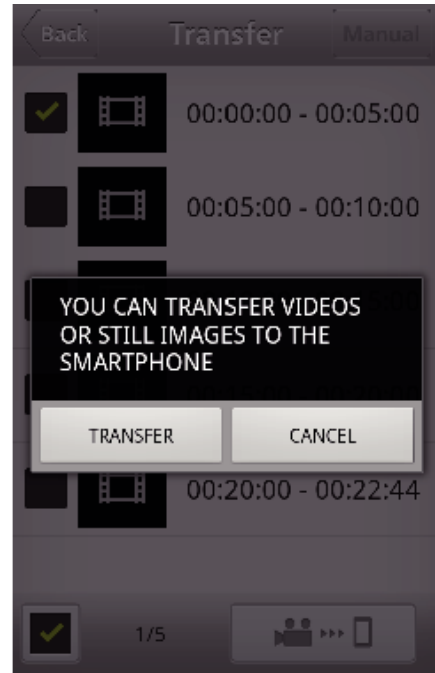 Back Transfer Manual
00:00:00 - 00:05:00
00:05:00 - 00:10:00
YOU CAN TRANSFER VIDEOS
OR STILL IMAGES TO THE
SMARTPHONE
TRANSFER CANCEL
00:20:00 - 00:22:44
1/5